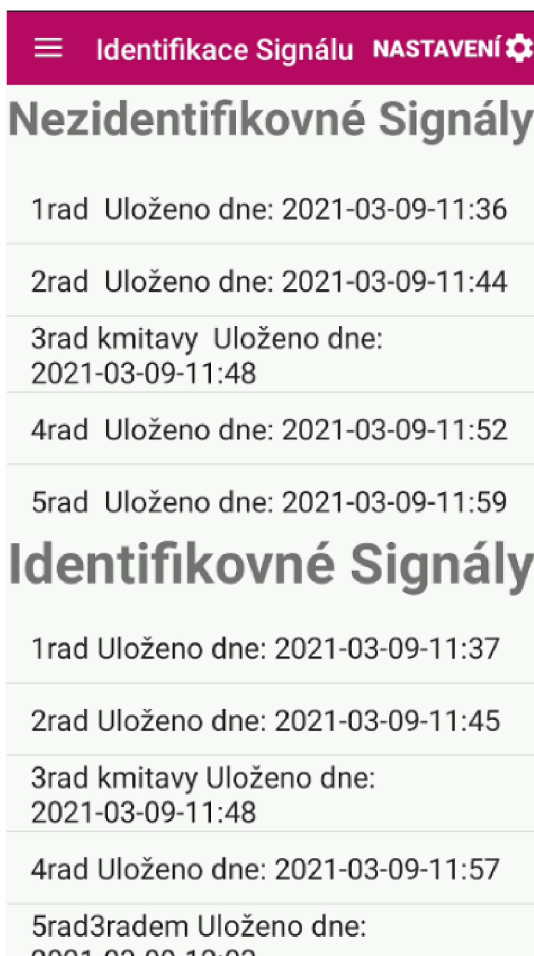 Identifikace Signálu NASTAVENÍ
Nezidentifikovné Signály
1rad Uloženo dne: 2021-03-09-11:36
2rad Uloženo dne: 2021-03-09-11:44
3rad kmitavy Uloženo dne:
2021-03-09-11:48
4rad Uloženo dne: 2021-03-09-11:52
5rad Uloženo dne: 2021-03-09-11:59
Identifikovné Signály
1rad Uloženo dne: 2021-03-09-11:37
2rad Uloženo dne: 2021-03-09-11:45
3rad kmitavy Uloženo dne:
2021-03-09-11:48
4rad Uloženo dne: 2021-03-09-11:57
5rad3radem Uloženo dne: